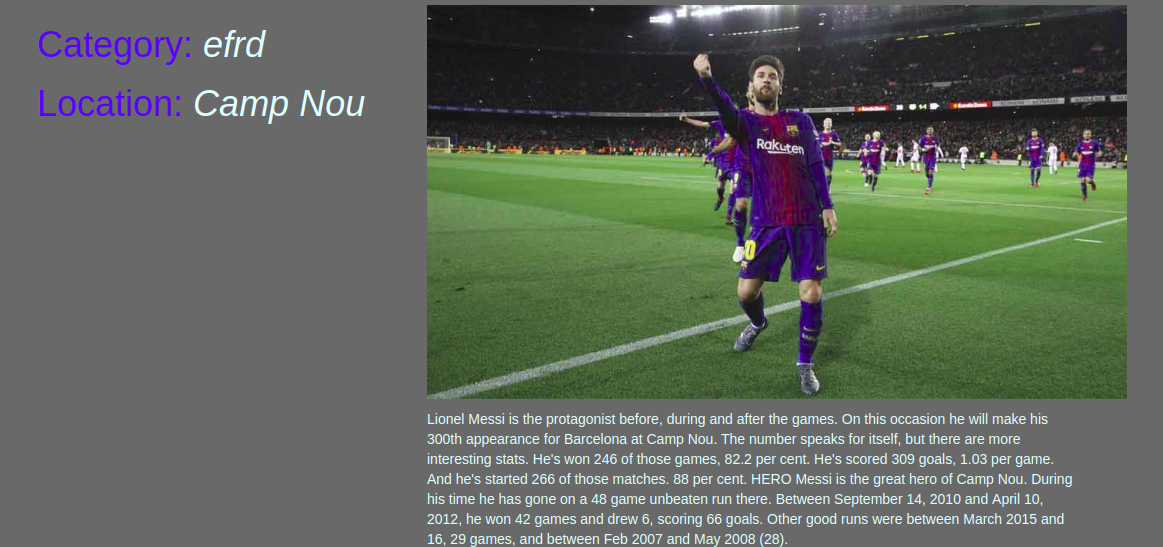 Category: efrd
Location: Camp Nou
Rakuten
Lionel Messi is the protagonist before, during and after the games. On this occasion he will make his
300th appearance for Barcelona at Camp Nou. The number speaks for itself, but there are more
interesting stats. He's won 246 of those games, 82.2 per cent. He's scored 309 goals, 1.03 per game.
And he's started 266 of those matches. 88 per cent. HERO Messi is the great hero of Camp Nou. During
his time he has gone on a 48 game unbeaten run there. Between September 14, 2010 and April 10,
2012, he won 42 games and drew 6, scoring 66 goals. Other good runs were between March 2015 and
16, 29 games, and between Feb 2007 and May 2008 (28).